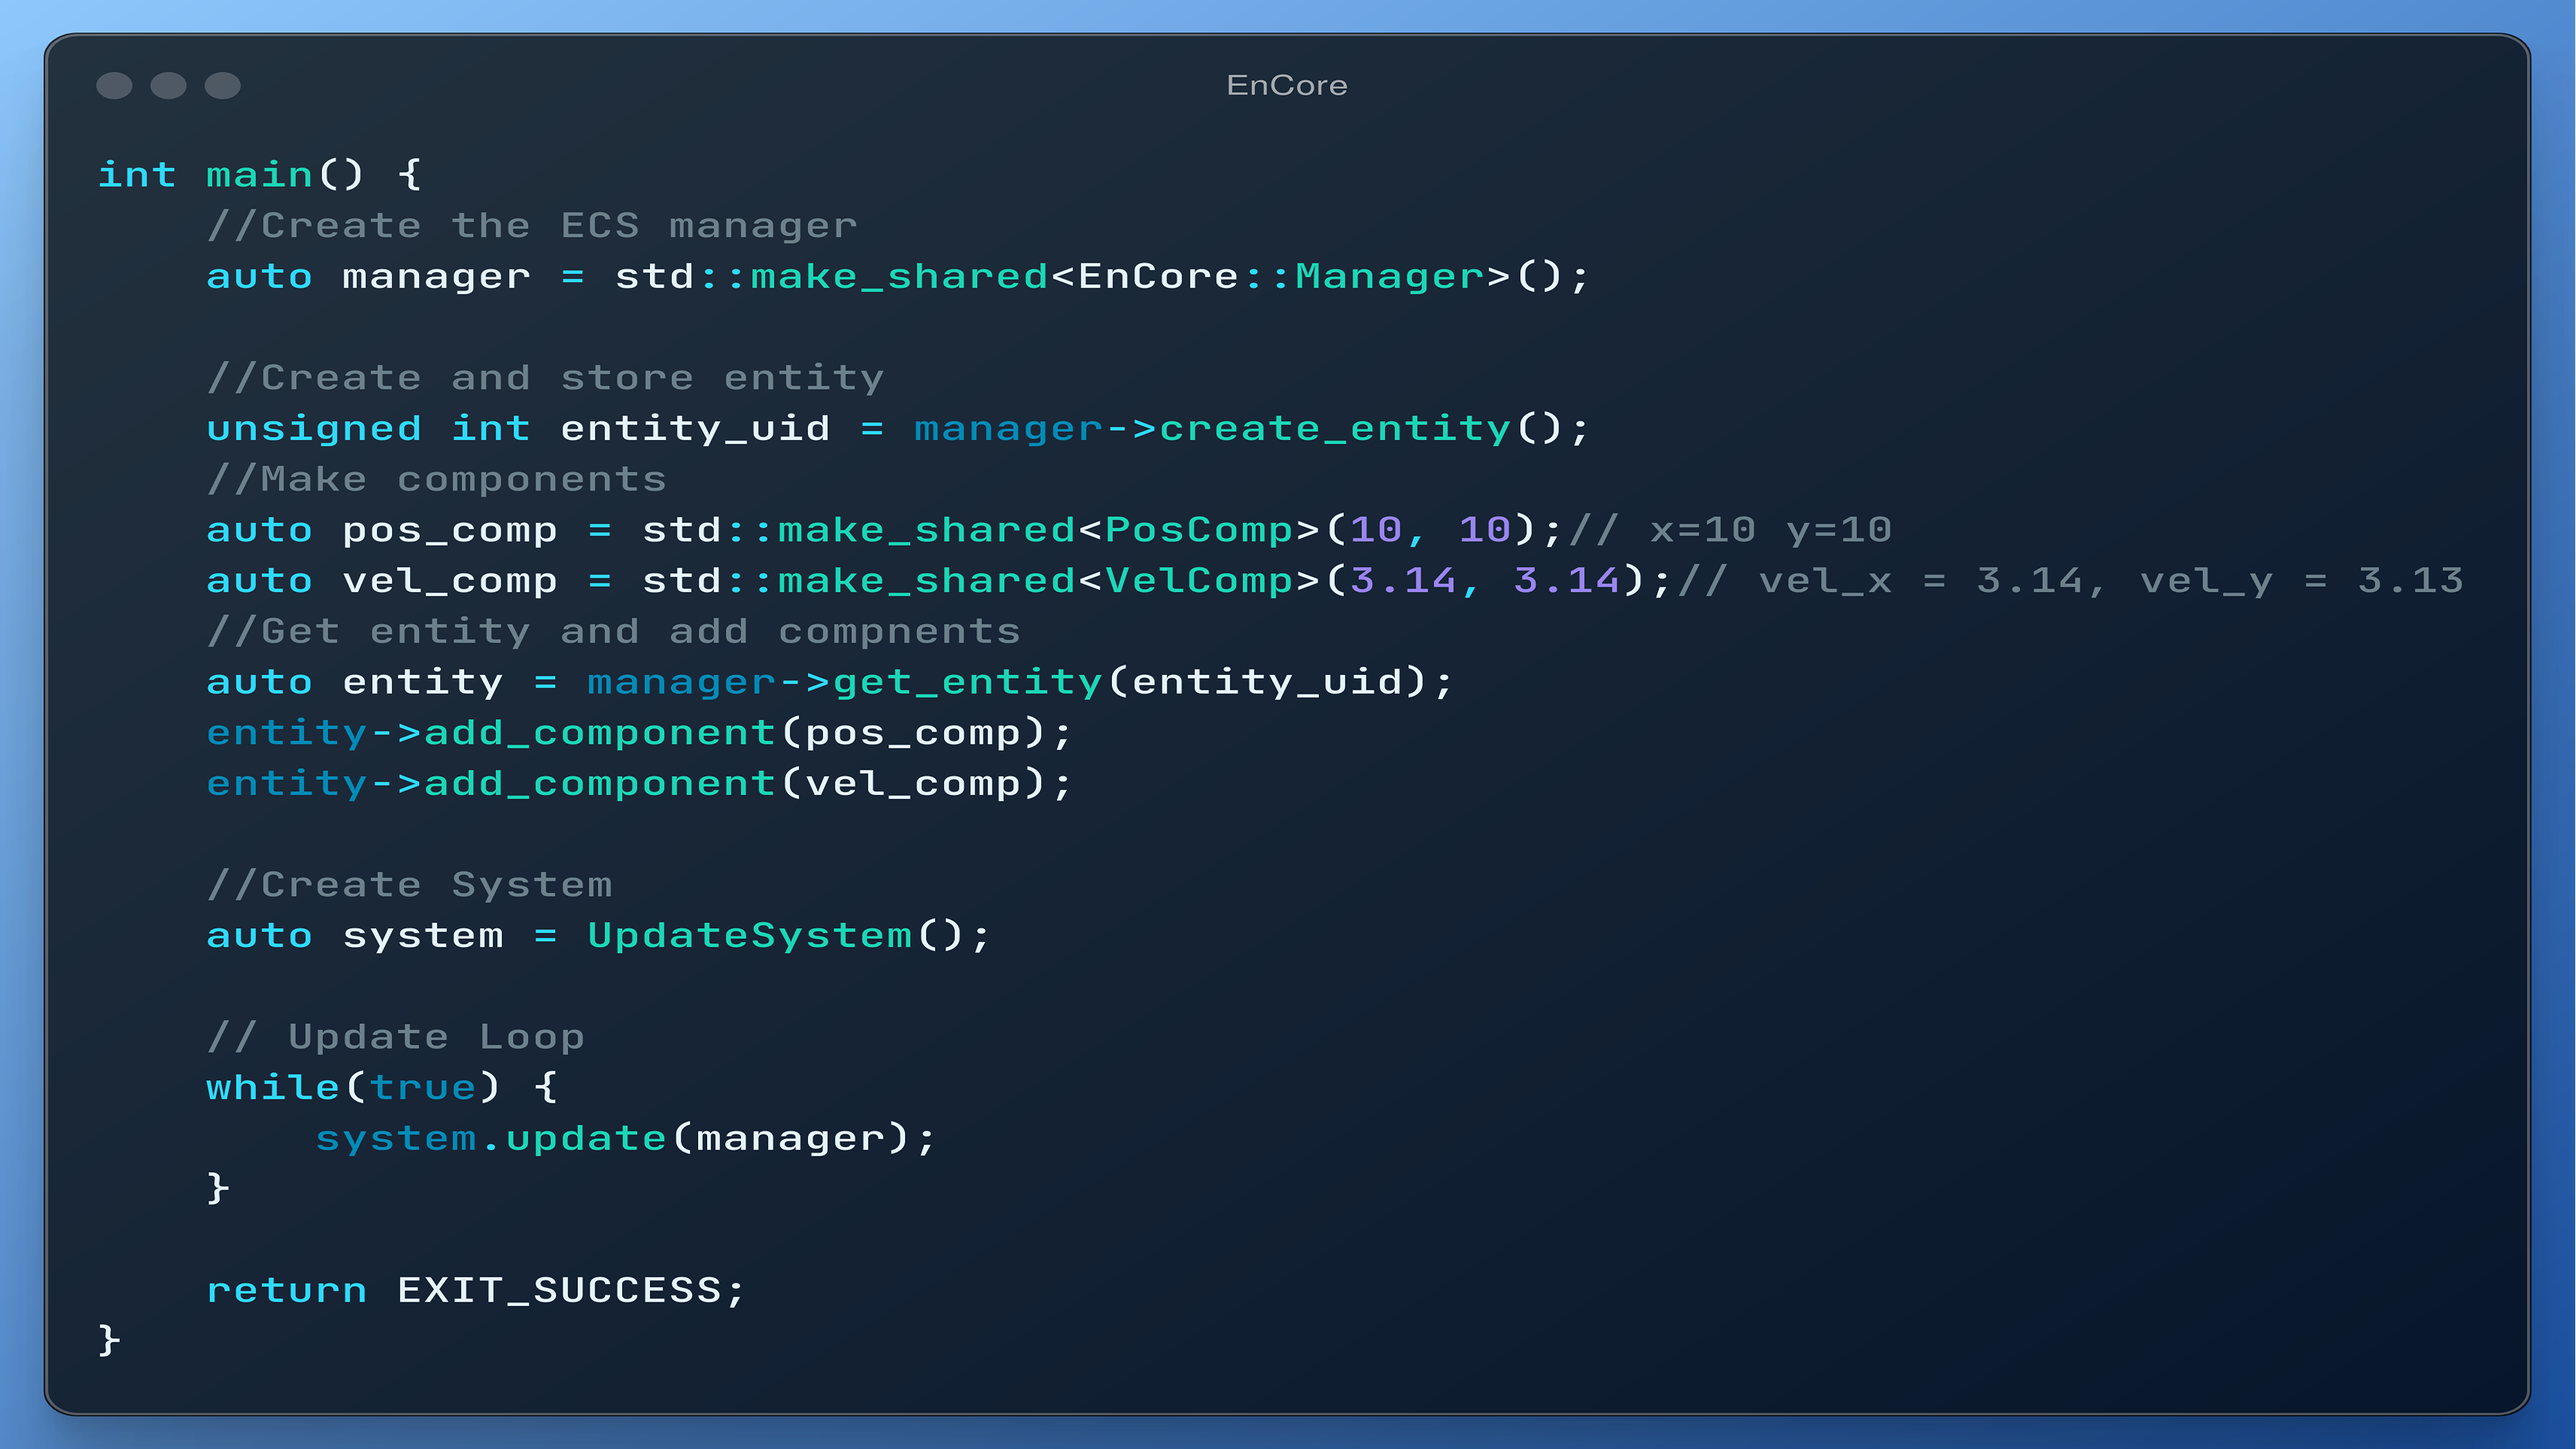 EnCore
int main() {
    //Create the ECS manager
    auto manager = std::make_shared<EnCore::Manager>();

    //Create and store entity
    unsigned int entity_uid = manager->create_entity();
    //Make components
    auto pos_comp = std::make_shared<PosComp>(10, 10);// x=10 y=10
    auto vel_comp = std::make_shared<VelComp>(3.14, 3.14);// vel_x = 3.14, vel_y = 3.13
    //Get entity and add compnents
    auto entity = manager->get_entity(entity_uid);
    entity->add_component(pos_comp);
    entity->add_component(vel_comp);

    //Create System
    auto system = UpdateSystem();

    // Update Loop
    while(true) {
        system.update(manager);
    }

    return EXIT_SUCCESS;
}